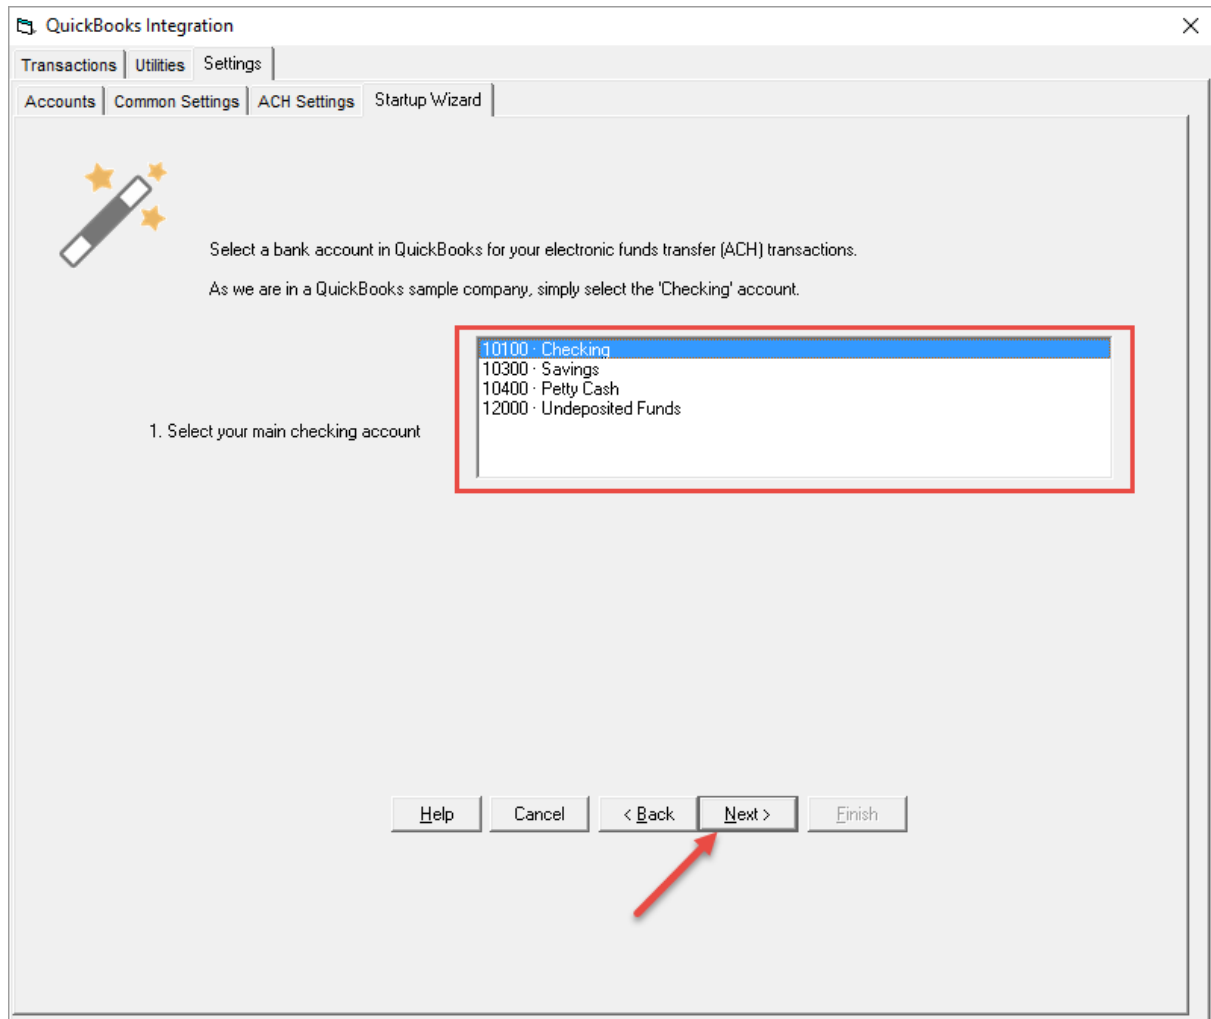 QuickBooks Integration
Transactions Utilities Settings
Accounts Common Settings ACH Settings Startup Wizard
Select a bank account in QuickBooks for your electronic funds transfer (ACH) transactions.
As we are in a QuickBooks sample company, simply select the 'Checking' account.
1. Select your main checking account
10100 · Checking
10300 · Savings
10400 · Petty Cash
12000 · Undeposited Funds
Help Cancel < Back Next > Finish